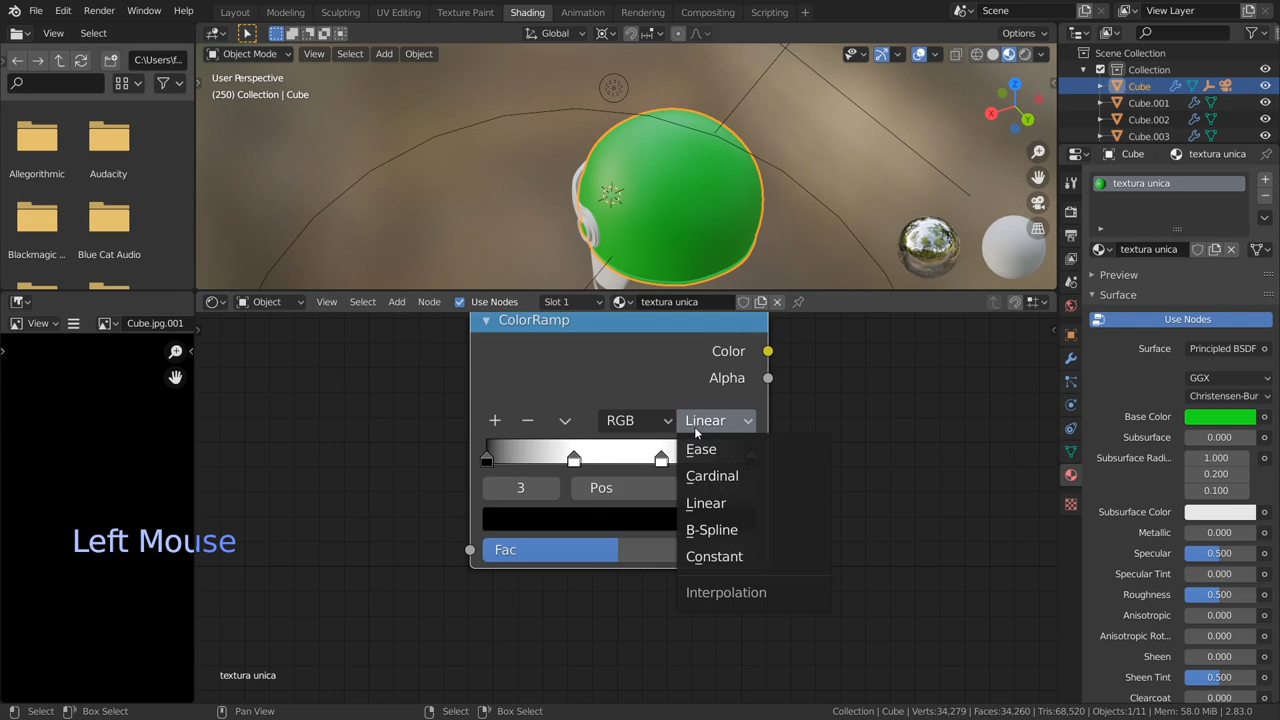 File Edit Render Window Help Layout Modeling Sculpting UV Editing Texture Paint Shading Animation Rendering Compositing Scripting + Scene View Layer
View Select Global Options
C:\Users\f... Object Mode View Select Add Object Scene Collection
Collection
User Perspective
(250) Collection | Cube
Cube
Cube.001
Cube.002
Cube.003
X Y Z
Cube textura unica
Allegorithmic Audacity
textura unica
Blackmagic ... Blue Cat Audio
textura unica
Preview
Surface
Object View Select Add Node Use Nodes Slot 1 textura unica
View Cube.jpg.001
Use Nodes
ColorRamp
Color
Alpha
RGB Linear
Ease
Cardinal
Linear
B-Spline
Constant
Interpolation
3 Pos
Fac
Left Mouse
textura unica
Surface Principled BSDF
GGX
Christensen-Bur
Base Color
Subsurface 0.000
Subsurface Radi... 1.000
0.200
0.100
Subsurface Color
Metallic 0.000
Specular 0.500
Specular Tint 0.000
Roughness 0.500
Anisotropic 0.000
Anisotropic Rot... 0.000
Sheen 0.000
Sheen Tint 0.500
Clearcoat 0.000
Select Box Select Pan View Select Box Select Collection | Cube | Verts:34,279 | Faces:34,260 | Tris:68,520 | Objects:1/11 | Mem: 58.0 MiB | 2.83.0